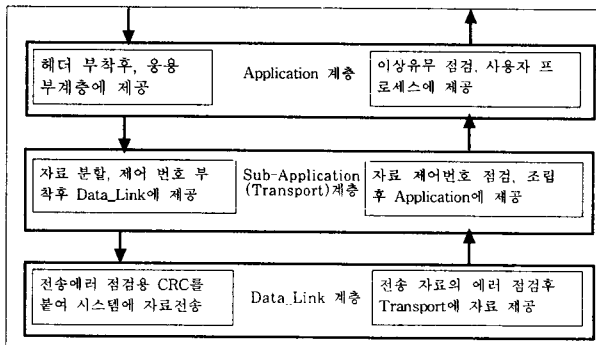 헤더 부착후, 응용
부계층에 제공
Application 계층
이상유무 점검, 사용자 프
로세스에 제공
자료 분할, 제어 번호 부
착후 Data_Link에 제공
Sub-Application
(Transport)계층
자료 제어번호 점검, 조립
후 Application에 제공
전송에러 점검용 CRC를
붙여 시스템에 자료전송
Data_Link 계층
전송 자료의 에러 점검후
Transport에 자료 제공